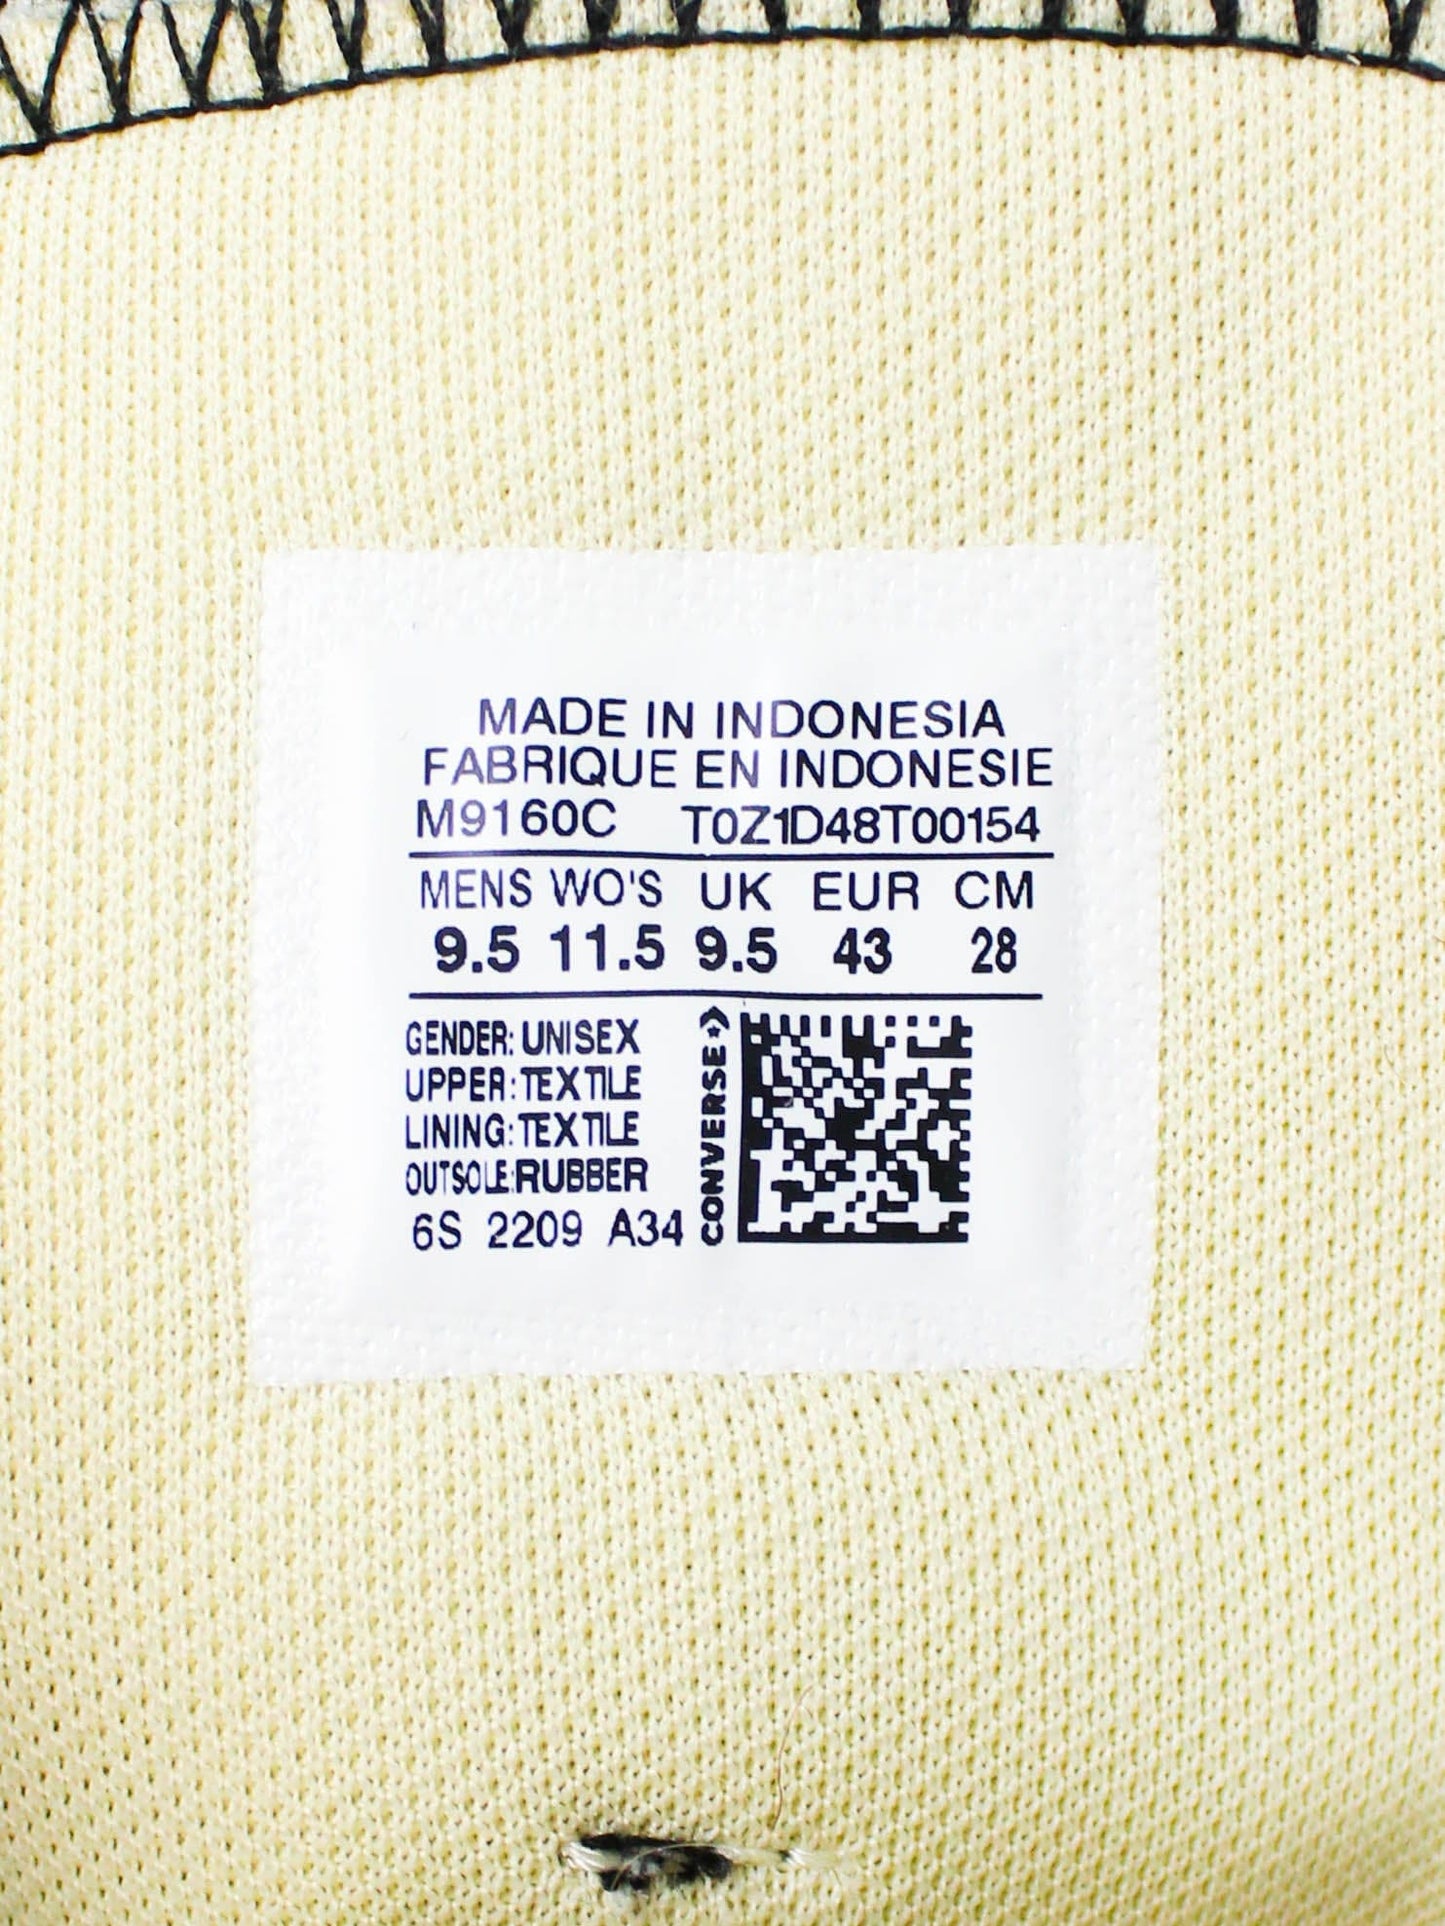 MADE IN INDONESIA
FABRIQUE EN INDONESIE
M9160C T0Z1D48T00154
MENS WO'S UK EUR CM
9.5 11.5 9.5 43 28
GENDER: UNISEX
UPPER: TEXTILE
LINING: TEXTILE
OUTSOLE: RUBBER
6S 2209 A34
CONVERSE